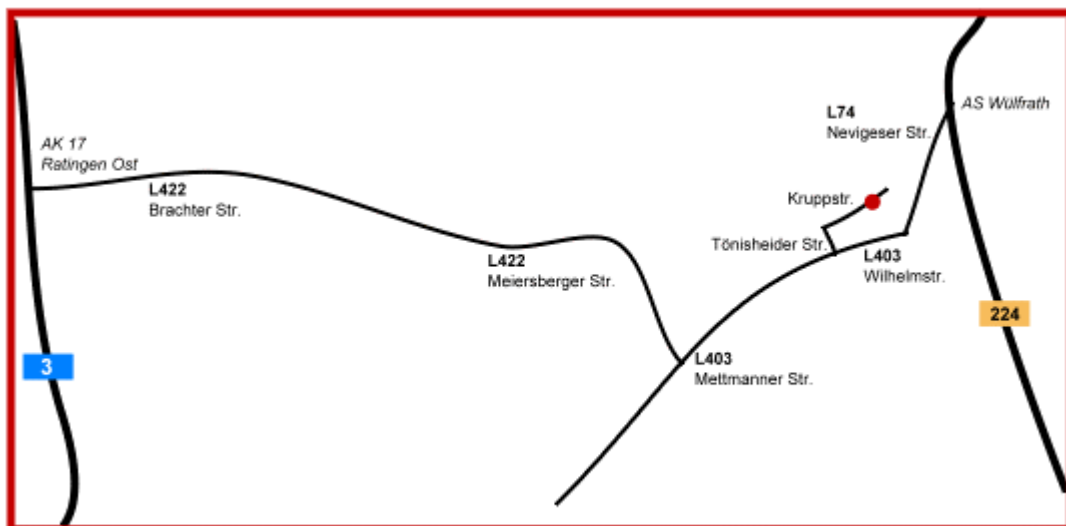 AK 17
Ratingen Ost
L422
Brachter Str.
L422
Meiersberger Str.
L74
Nevigeser Str.
AS Wülfrath
Kruppstr.
Tönisheider Str.
L403
Wilhelmstr.
224
3
L403
Mettmanner Str.